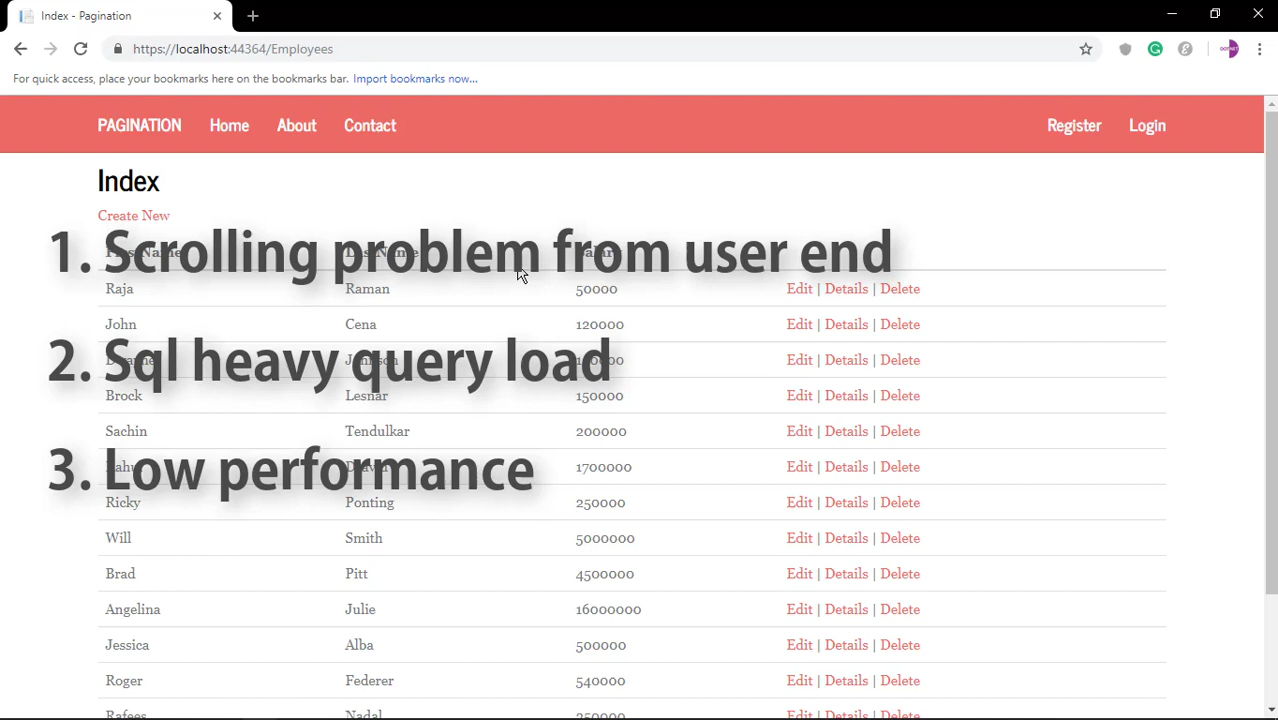 Index - Pagination
https://localhost:44364/Employees
For quick access, place your bookmarks here on the bookmarks bar. Import bookmarks now...
PAGINATION Home About Contact Register Login
Index
Create New
1. Scrolling problem from user end
Raja Raman 50000 Edit | Details | Delete
John Cena 120000 Edit | Details | Delete
2. Sql heavy query load
Edit | Details | Delete
Brock Lesnar 150000 Edit | Details | Delete
Sachin Tendulkar 200000 Edit | Details | Delete
3. Low performance
1700000 Edit | Details | Delete
Ricky Ponting 250000 Edit | Details | Delete
Will Smith 5000000 Edit | Details | Delete
Brad Pitt 4500000 Edit | Details | Delete
Angelina Julie 16000000 Edit | Details | Delete
Jessica Alba 500000 Edit | Details | Delete
Roger Federer 540000 Edit | Details | Delete
Rafees Nadal 250000 Edit | Details | Delete